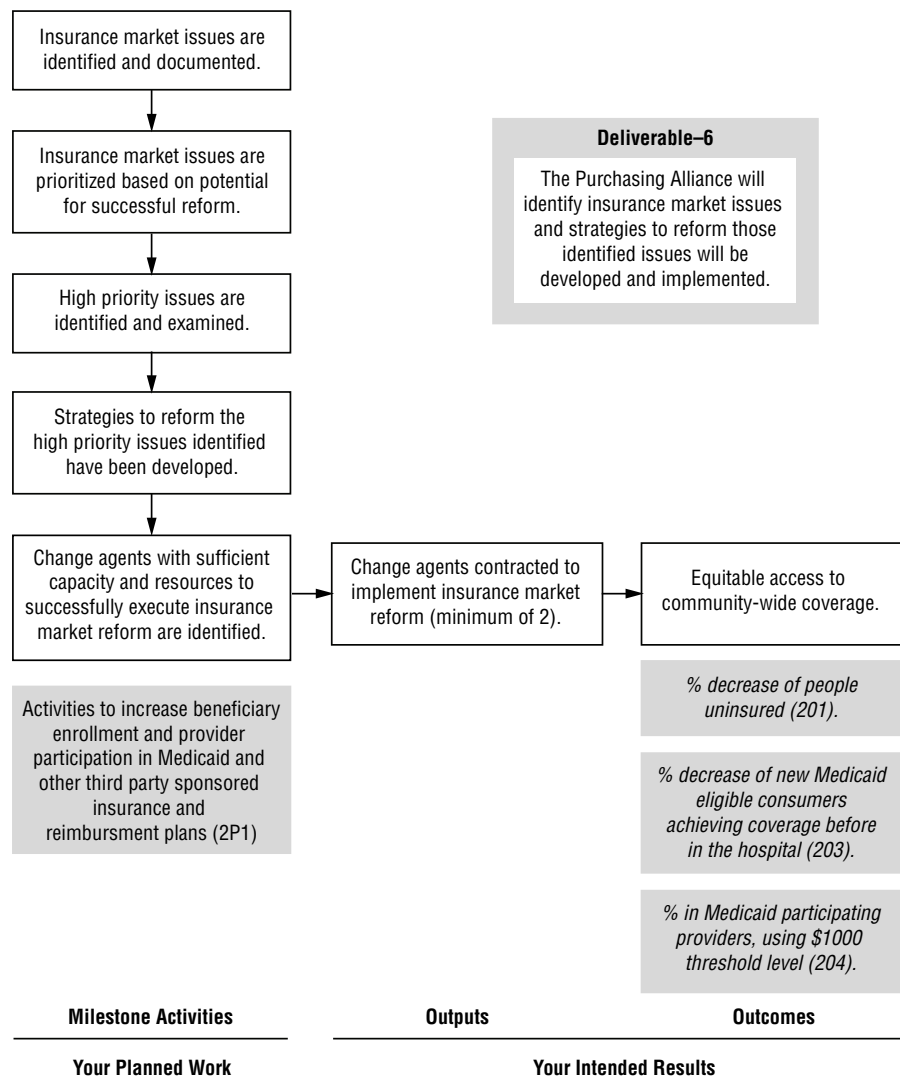 Insurance market issues are
identified and documented.
Insurance market issues are
prioritized based on potential
for successful reform.
Deliverable–6
The Purchasing Alliance will
identify insurance market issues
and strategies to reform those
identified issues will be
developed and implemented.
High priority issues are
identified and examined.
Strategies to reform the
high priority issues identified
have been developed.
Change agents with sufficient
capacity and resources to
successfully execute insurance
market reform are identified.
Change agents contracted to
implement insurance market
reform (minimum of 2).
Equitable access to
community-wide coverage.
Activities to increase beneficiary
enrollment and provider
participation in Medicaid and
other third party sponsored
insurance and
reimbursment plans (2P1)
% decrease of people
uninsured (201).
% decrease of new Medicaid
eligible consumers
achieving coverage before
in the hospital (203).
% in Medicaid participating
providers, using $1000
threshold level (204).
Milestone Activities
Outputs
Outcomes
Your Planned Work
Your Intended Results